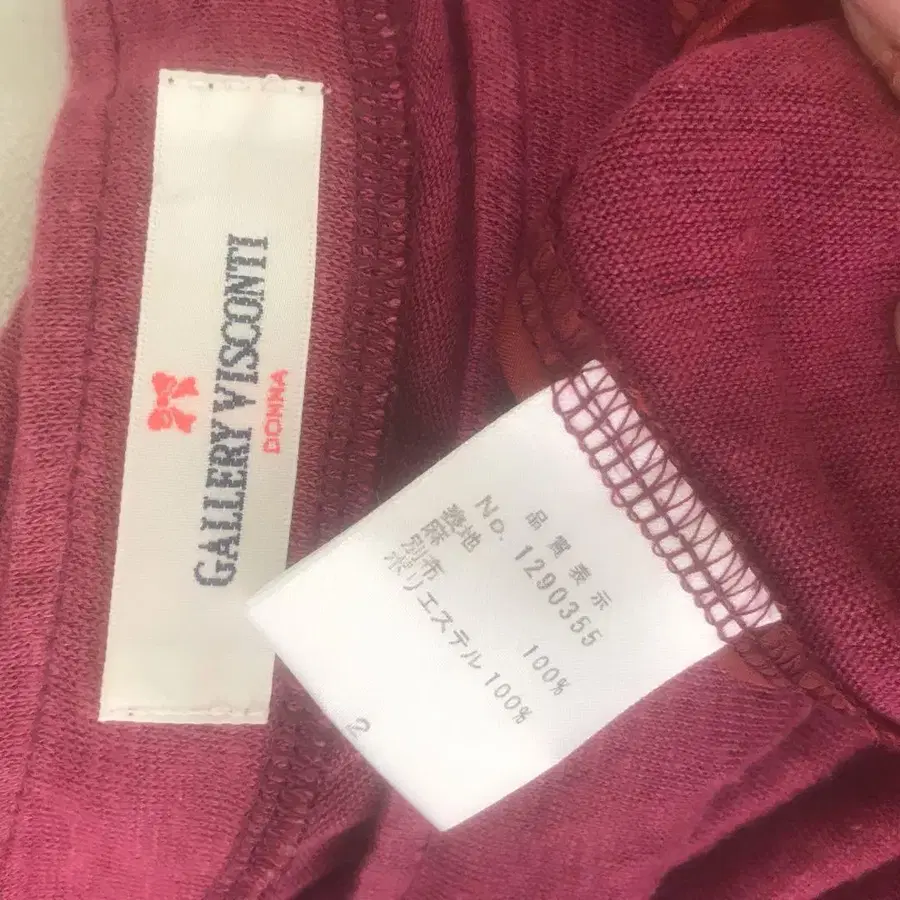 GALLERY VISCONTI
DONNA
品質表示
No. 1290355
表地
麻 100%
別布
ポリエステル 100%
2